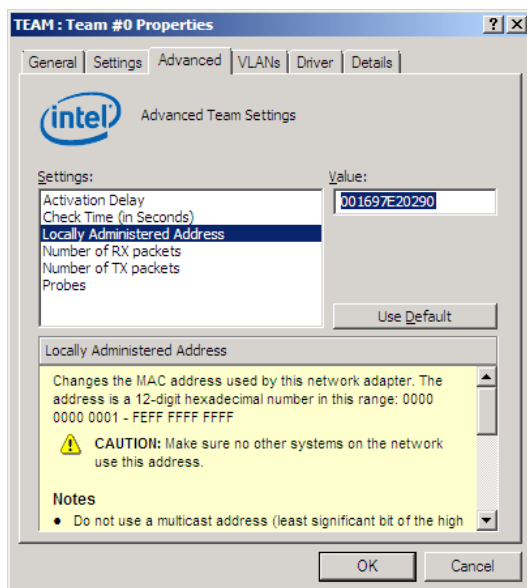 TEAM : Team #0 Properties
General Settings Advanced VLANs Driver Details
intel
Advanced Team Settings
Settings:
Value:
Activation Delay
Check Time (in Seconds)
Locally Administered Address
Number of RX packets
Number of TX packets
Probes
001697E20290
Use Default
Locally Administered Address
Changes the MAC address used by this network adapter. The
address is a 12-digit hexadecimal number in this range: 0000
0000 0001 - FEFF FFFF FFFF
CAUTION: Make sure no other systems on the network
use this address.
Notes
● Do not use a multicast address (least significant bit of the high
OK Cancel